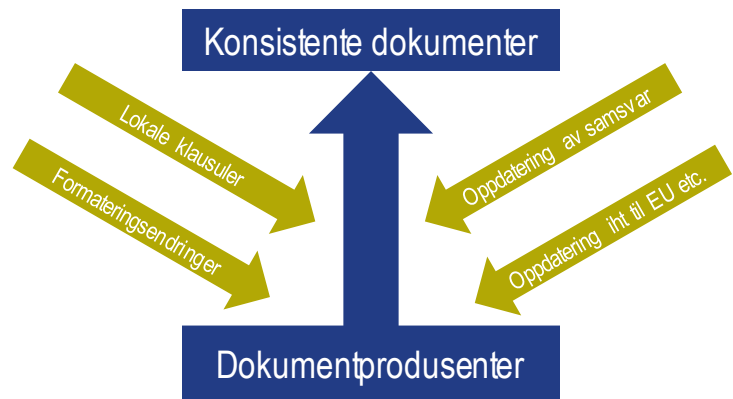 Konsistente dokumenter
Lokale klausuler
Formateringsendringer
Oppdatering av samsvar
Oppdatering iht til EU etc.
Dokumentprodusenter